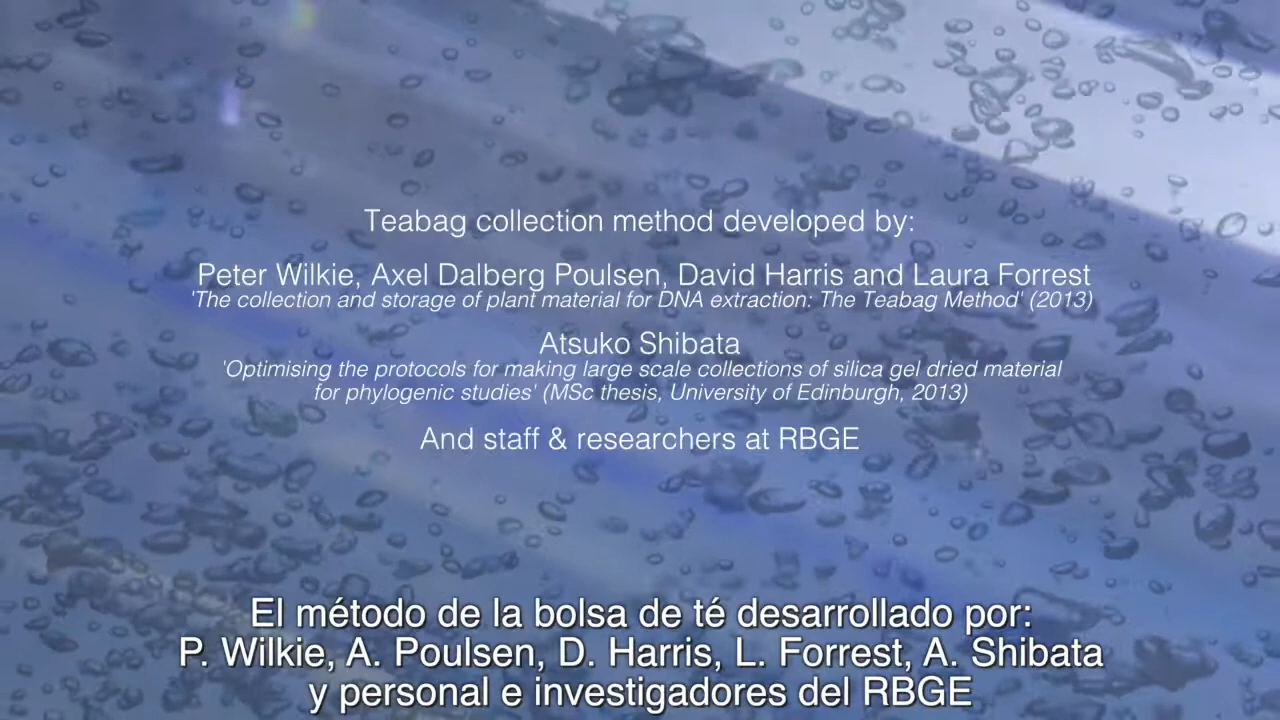 Teabag collection method developed by:
Peter Wilkie, Axel Dalberg Poulsen, David Harris and Laura Forrest
'The collection and storage of plant material for DNA extraction: The Teabag Method' (2013)
Atsuko Shibata
'Optimising the protocols for making large scale collections of silica gel dried material
for phylogenic studies' (MSc thesis, University of Edinburgh, 2013)
And staff & researchers at RBGE
El método de la bolsa de té desarrollado por:
P. Wilkie, A. Poulsen, D. Harris, L. Forrest, A. Shibata
y personal e investigadores del RBGE